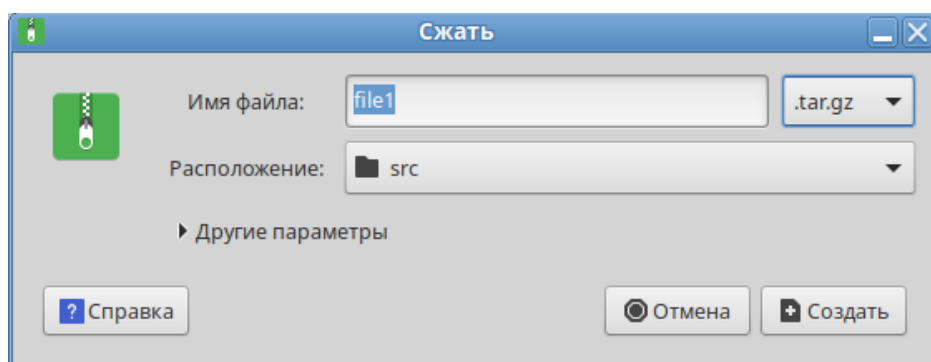 Сжать
Имя файла: file1 .tar.gz
Расположение: src
Другие параметры
? Справка Отмена Создать